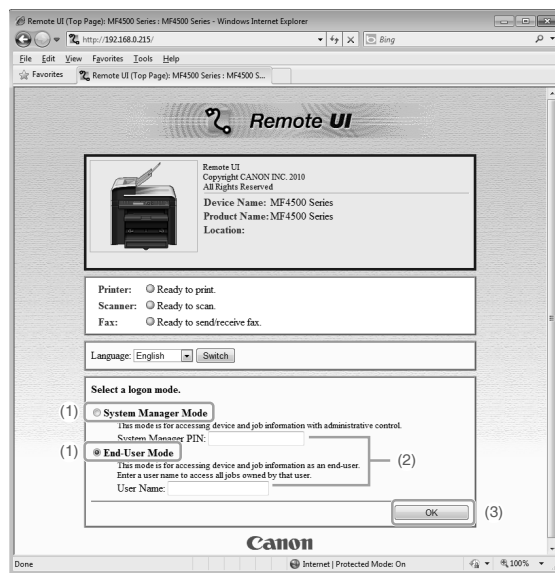 Remote UI (Top Page): MF4500 Series : MF4500 Series - Windows Internet Explorer
http://192.168.0.215/
Bing
File Edit View Favorites Tools Help
Favorites
Remote UI (Top Page): MF4500 Series : MF4500 S...
Remote UI
Remote UI
Copyright CANON INC. 2010
All Rights Reserved
Device Name: MF4500 Series
Product Name: MF4500 Series
Location:
Printer: Ready to print.
Scanner: Ready to scan.
Fax: Ready to send/receive fax.
Language: English Switch
Select a logon mode.
(1) System Manager Mode
This mode is for accessing device and job information with administrative control.
System Manager PIN:
(1) End-User Mode
(2)
This mode is for accessing device and job information as an end-user.
Enter a user name to access all jobs owned by that user.
User Name:
OK (3)
Canon
Done Internet | Protected Mode: On 100%